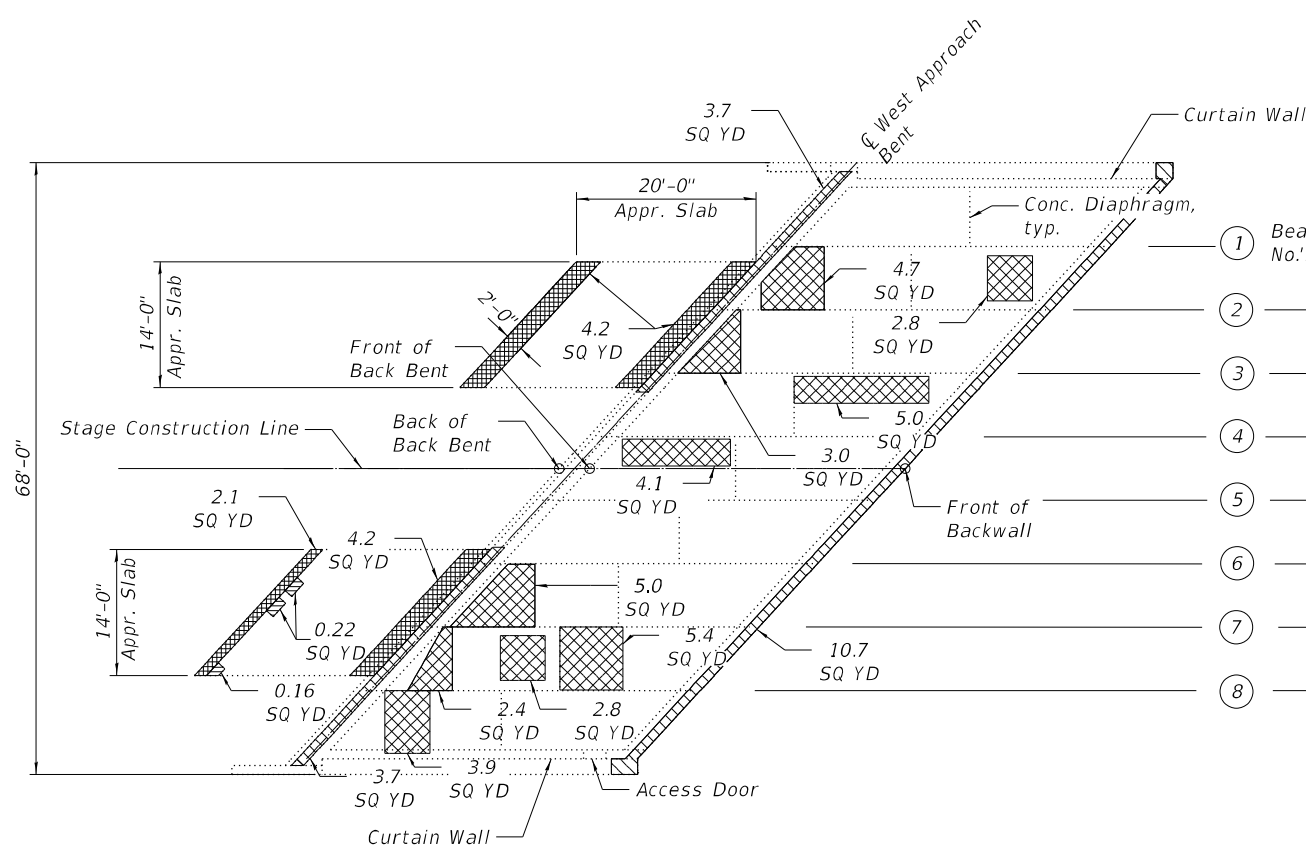 ℄ West Approach
Bent
3.7
SQ YD
Curtain Wall
20'-0"
Appr. Slab
Conc. Diaphragm,
typ.
1
Bea
No.'
14'-0"
Appr. Slab
2'-0"
4.2
SQ YD
4.7
SQ YD
2.8
SQ YD
2
Front of
Back Bent
3
Stage Construction Line
Back of
Back Bent
5.0
SQ YD
4
68'-0"
3.0
SQ YD
4.1
SQ YD
5
Front of
Backwall
2.1
SQ YD
4.2
SQ YD
6
14'-0"
Appr. Slab
5.0
SQ YD
0.22
SQ YD
5.4
SQ YD
7
10.7
SQ YD
0.16
SQ YD
2.4
SQ YD
2.8
SQ YD
8
3.7
SQ YD
3.9
SQ YD
Access Door
Curtain Wall